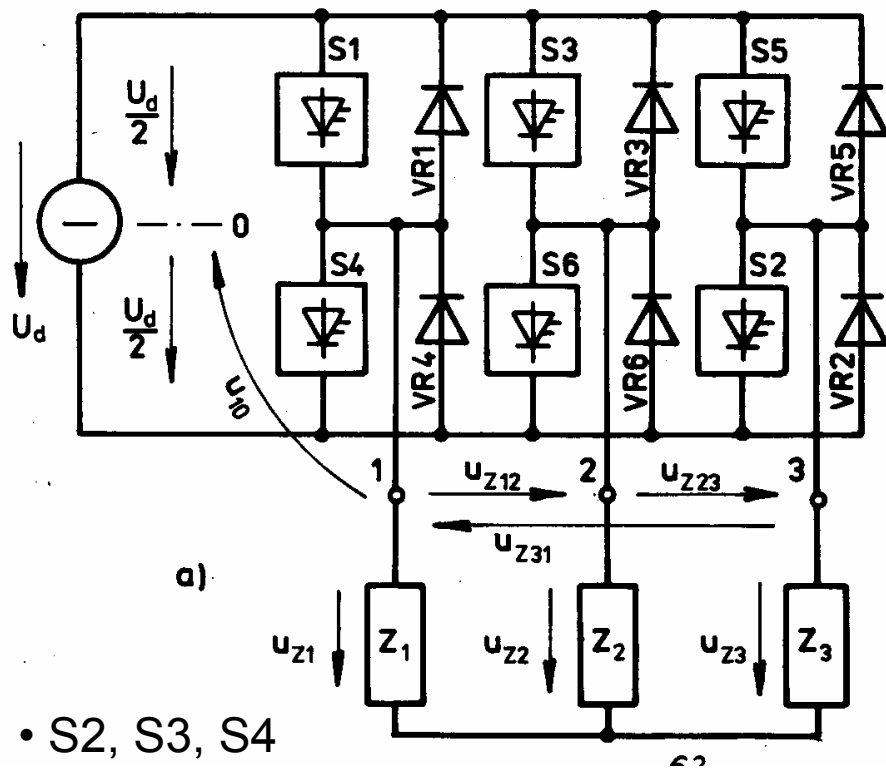 S1 S3 S5
U_d/2
VR1 VR3 VR5
0
S4 S6 S2
U_d
U_d/2
u_10
VR4 VR6 VR2
1 2 3
u_Z12 u_Z23
u_Z31
a)
u_Z1 Z_1 u_Z2 Z_2 u_Z3 Z_3
• S2, S3, S4